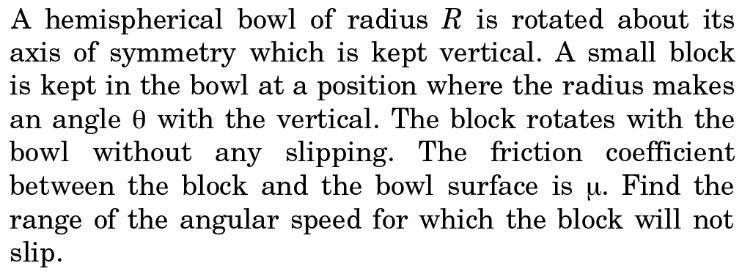 A hemispherical bowl of radius R is rotated about its
axis of symmetry which is kept vertical. A small block
is kept in the bowl at a position where the radius makes
an angle θ with the vertical. The block rotates with the
bowl without any slipping. The friction coefficient
between the block and the bowl surface is μ. Find the
range of the angular speed for which the block will not
slip.